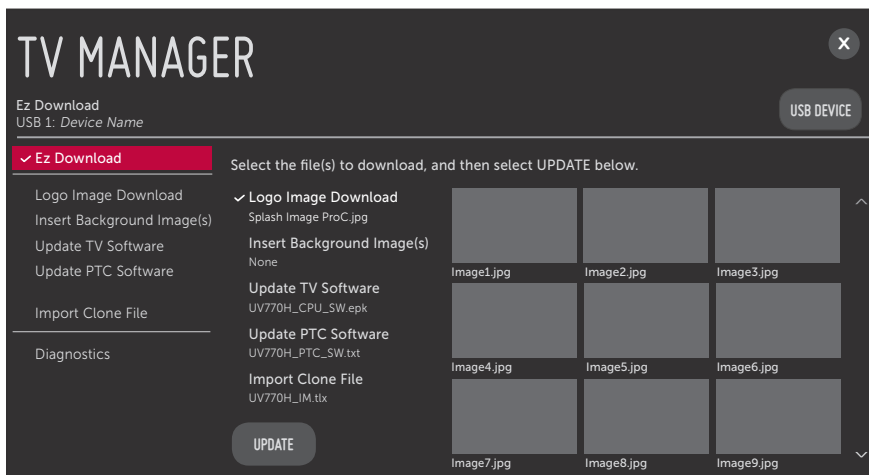 TV MANAGER
X
Ez Download
USB 1: Device Name
USB DEVICE
Ez Download
Logo Image Download
Insert Background Image(s)
Update TV Software
Update PTC Software
Import Clone File
Diagnostics
Select the file(s) to download, and then select UPDATE below.
Logo Image Download
Splash Image ProC.jpg
Insert Background Image(s)
None
Update TV Software
UV770H_CPU_SW.epk
Update PTC Software
UV770H_PTC_SW.txt
Import Clone File
UV770H_IM.tlx
UPDATE
Image1.jpg
Image2.jpg
Image3.jpg
Image4.jpg
Image5.jpg
Image6.jpg
Image7.jpg
Image8.jpg
Image9.jpg